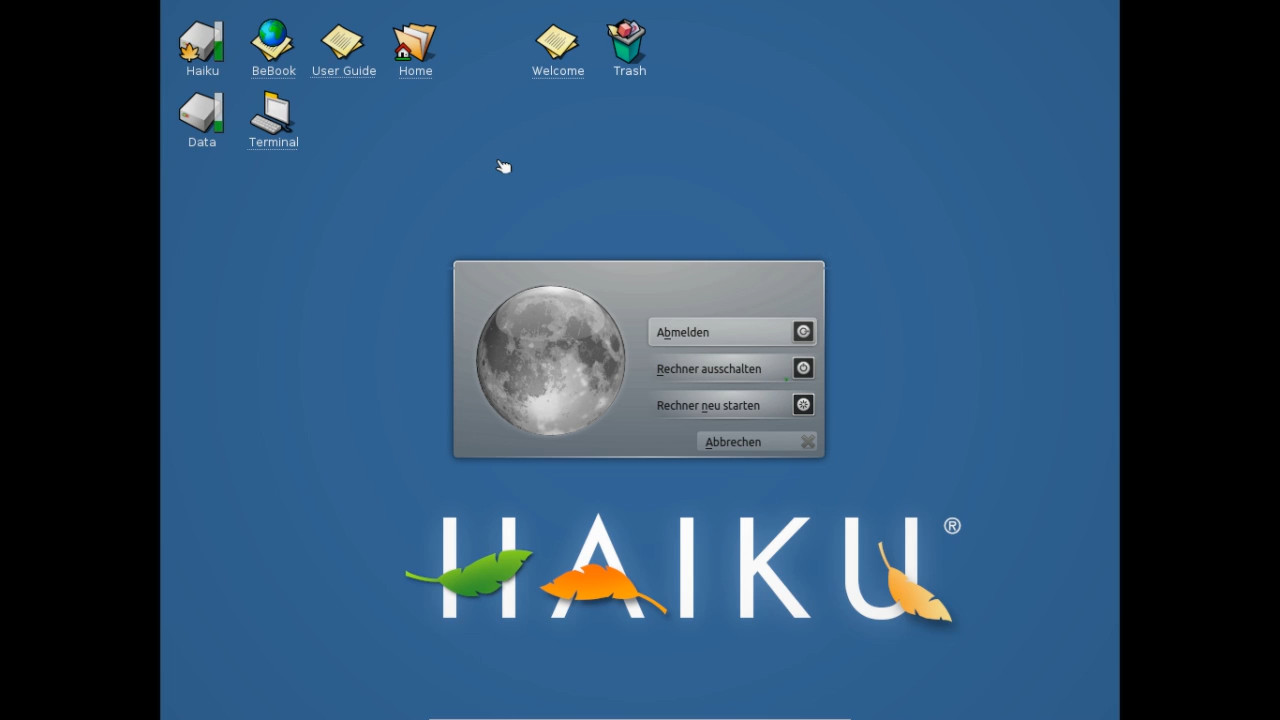 Haiku
BeBook
User Guide
Home
Welcome
Trash
Data
Terminal
Abmelden
Rechner ausschalten
Rechner neu starten
Abbrechen
HAIKU®